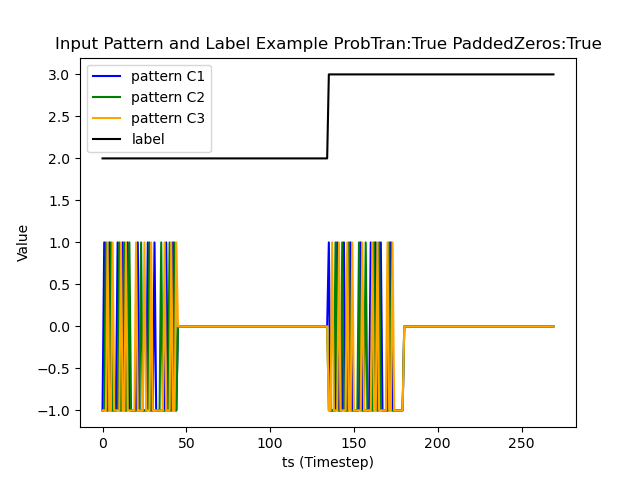 Input Pattern and Label Example ProbTran:True PaddedZeros:True
pattern C1
pattern C2
pattern C3
label
Value
3.0
2.5
2.0
1.5
1.0
0.5
0.0
−0.5
−1.0
0 50 100 150 200 250
ts (Timestep)